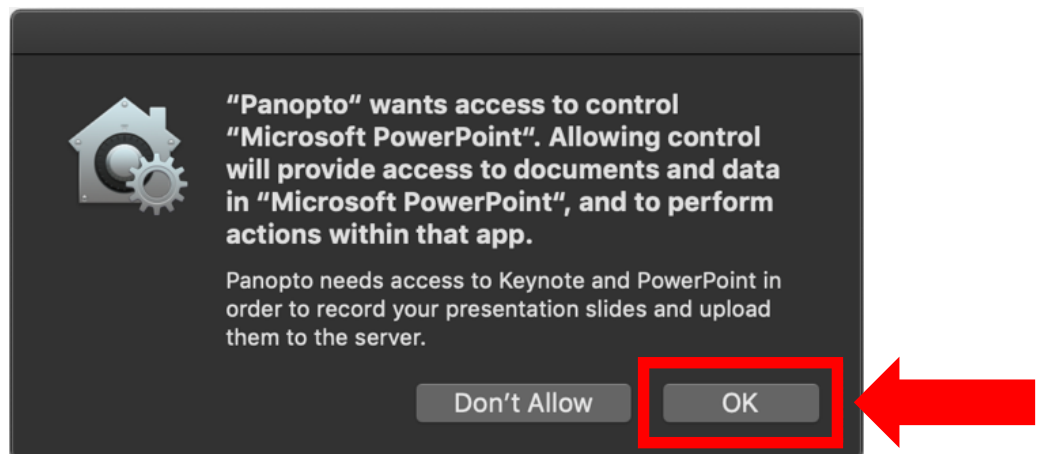 “Panopto“ wants access to control
“Microsoft PowerPoint“. Allowing control
will provide access to documents and data
in “Microsoft PowerPoint“, and to perform
actions within that app.
Panopto needs access to Keynote and PowerPoint in
order to record your presentation slides and upload
them to the server.
Don’t Allow
OK